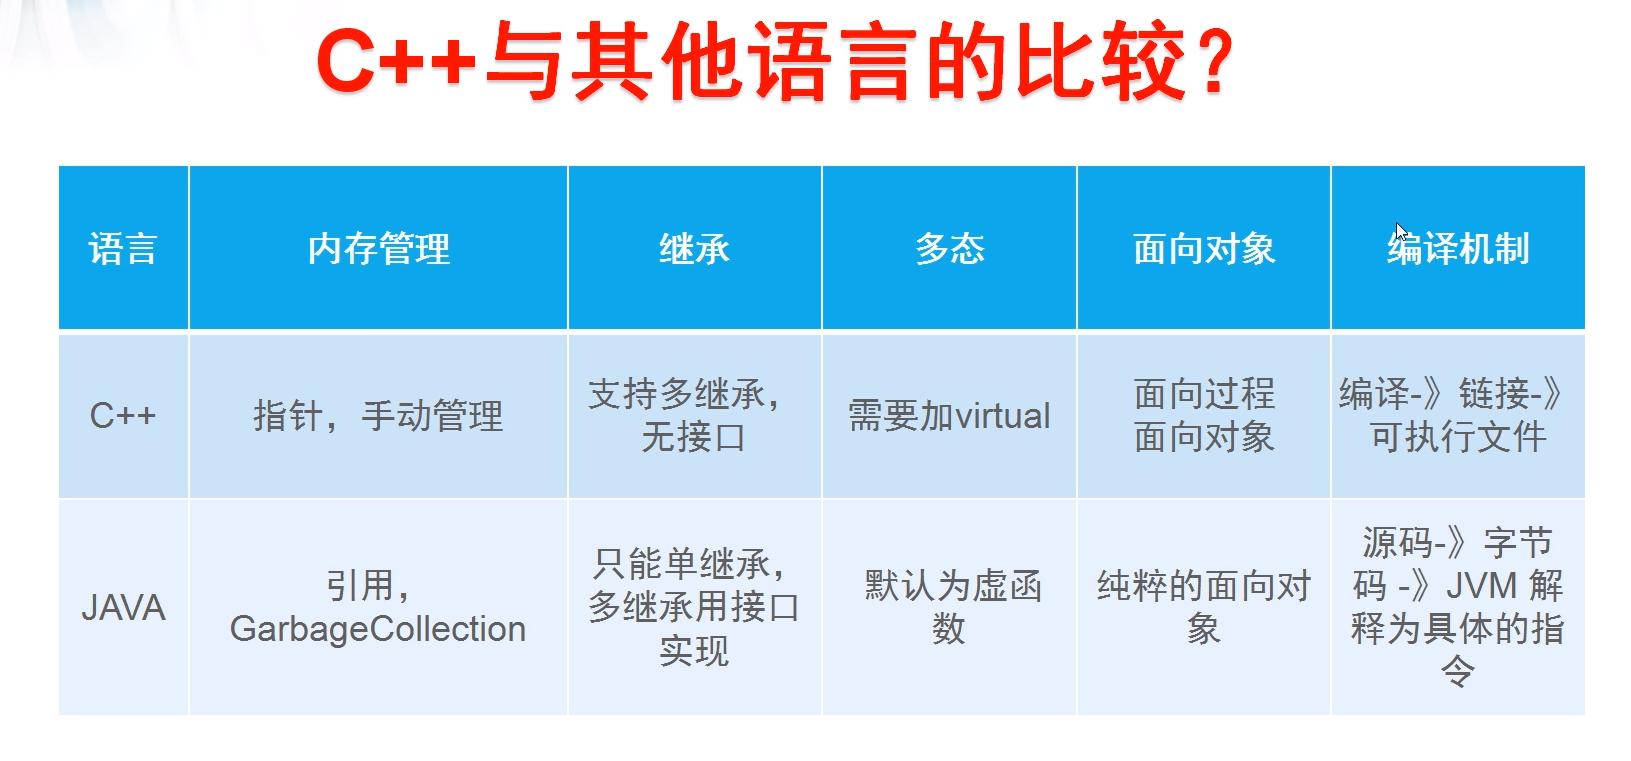 C++与其他语言的比较？
语言
内存管理
继承
多态
面向对象
编译机制
C++
指针，手动管理
支持多继承，
无接口
需要加virtual
面向过程
面向对象
编译-》链接-》
可执行文件
JAVA
引用，
GarbageCollection
只能单继承，
多继承用接口
实现
默认为虚函
数
纯粹的面向对
象
源码-》字节
码 -》JVM 解
释为具体的指
令